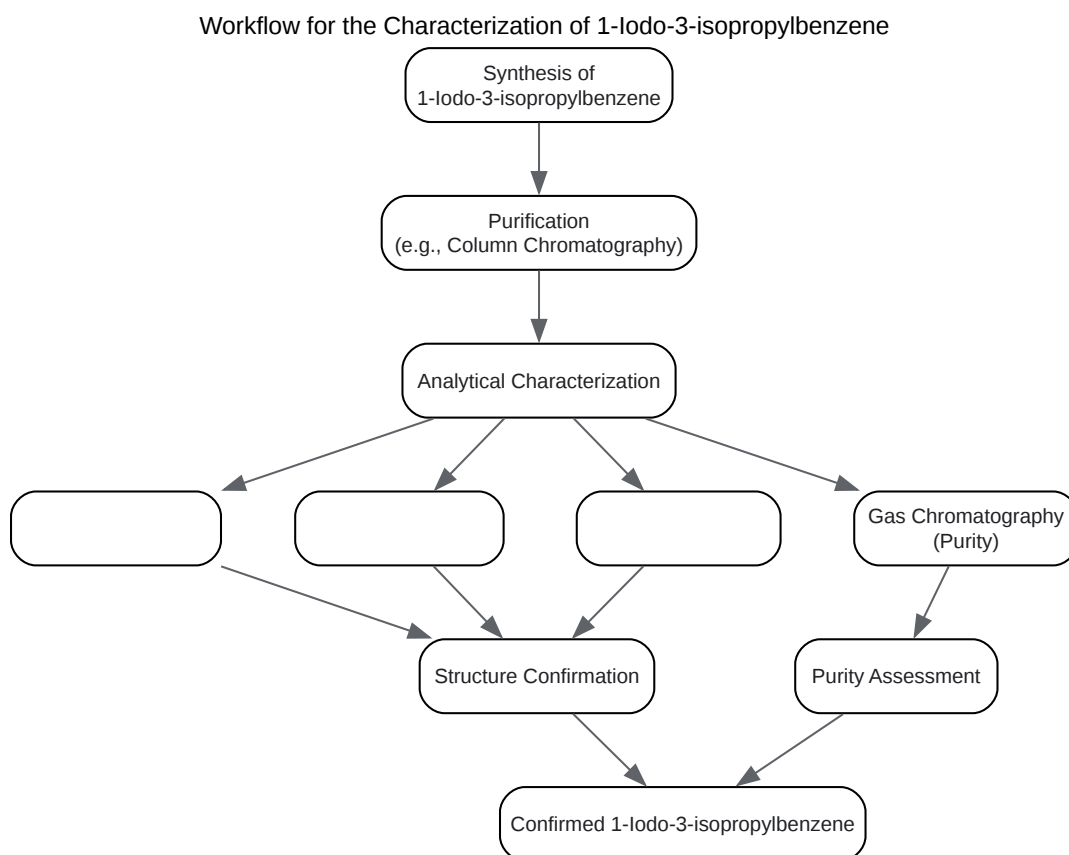 Workflow for the Characterization of 1-Iodo-3-isopropylbenzene
Synthesis of
1-Iodo-3-isopropylbenzene
Purification
(e.g., Column Chromatography)
Analytical Characterization
Gas Chromatography
(Purity)
Structure Confirmation
Purity Assessment
Confirmed 1-Iodo-3-isopropylbenzene